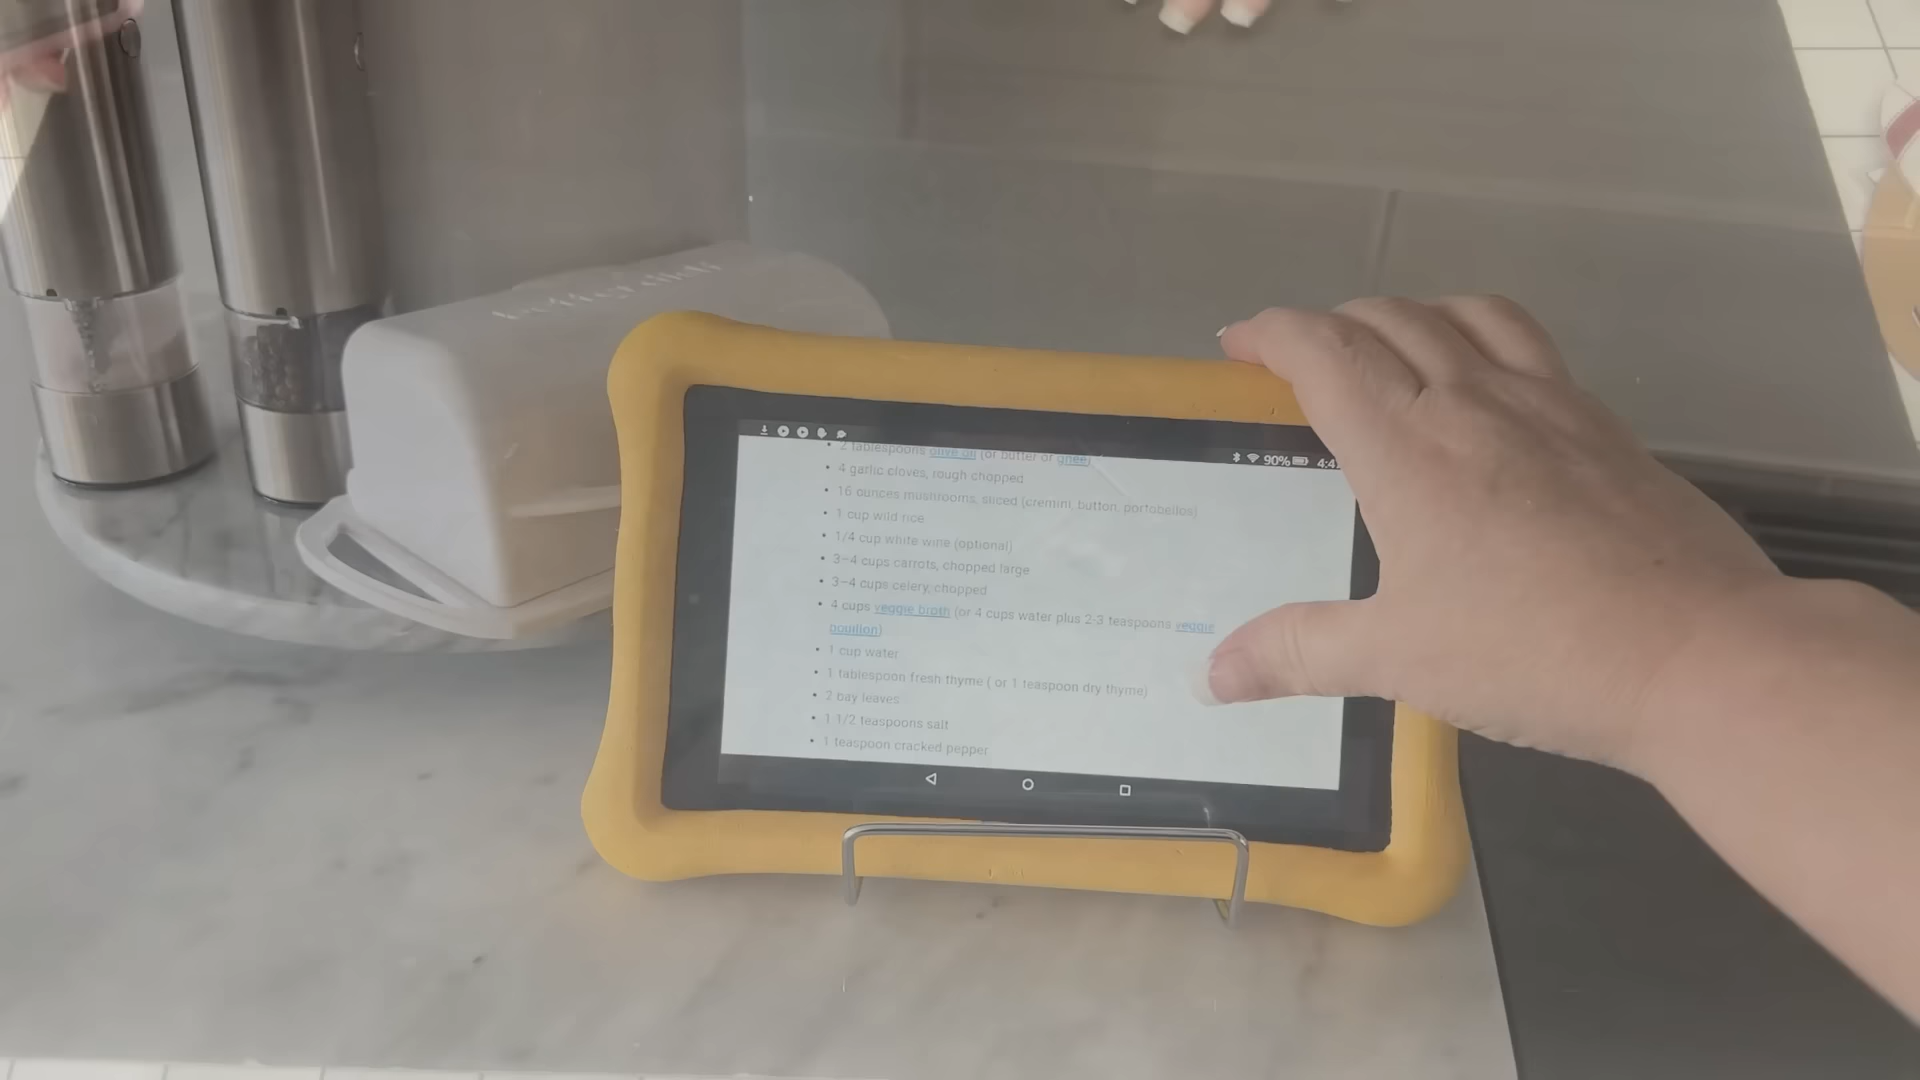 90% 4:4
• 2 tablespoons olive oil (or butter or ghee)
• 4 garlic cloves, rough chopped
• 16 ounces mushrooms, sliced (cremini, button, portobellos)
• 1 cup wild rice
• 1/4 cup white wine (optional)
• 3–4 cups carrots, chopped large
• 3–4 cups celery, chopped
• 4 cups veggie broth (or 4 cups water plus 2-3 teaspoons veggie
bouillon)
• 1 cup water
• 1 tablespoon fresh thyme ( or 1 teaspoon dry thyme)
• 2 bay leaves
• 1 1/2 teaspoons salt
• 1 teaspoon cracked pepper